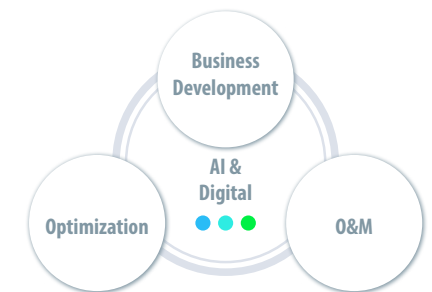 Business
Development
AI &
Digital
Optimization
O&M